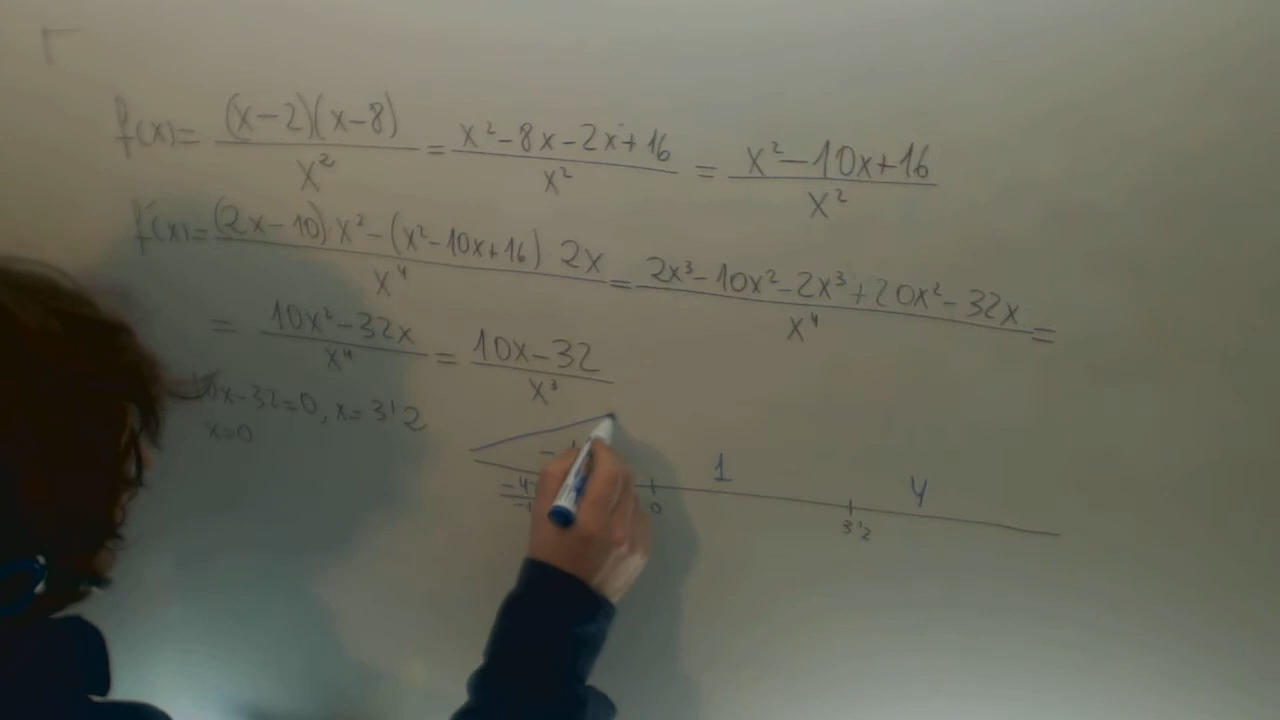 f(x)= (x-2)(x-8) / x² = x²-8x-2x+16 / x² = x²-10x+16 / x²
f'(x)= (2x-10) x² - (x²-10x+16) 2x / x⁴ = 2x³-10x²-2x³+20x²-32x / x⁴ =
= 10x²-32x / x⁴ = 10x-32 / x³
10x-32=0, x=3'2
x=0
1 4
0 3'2